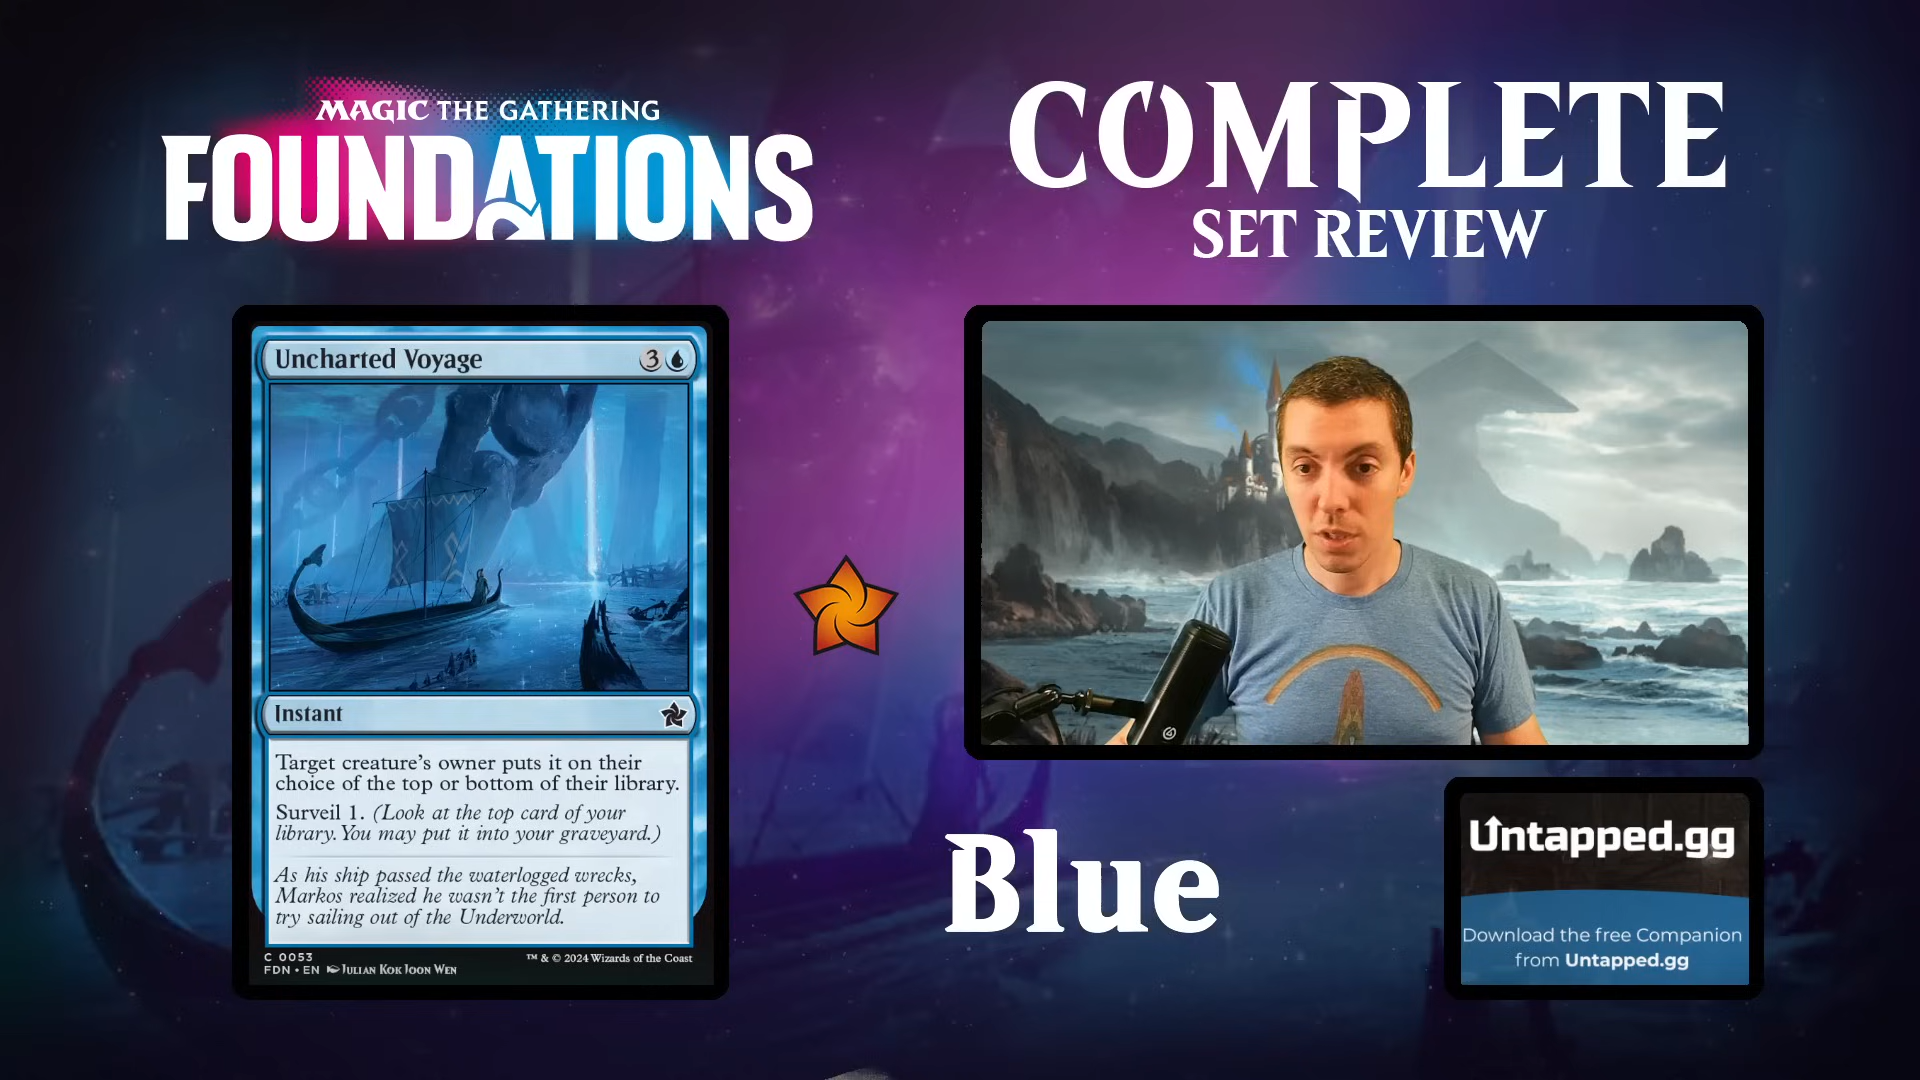 MAGIC THE GATHERING
FOUNDATIONS
COMPLETE
SET REVIEW
Uncharted Voyage 3
Instant
Target creature's owner puts it on their
choice of the top or bottom of their library.
Surveil 1. (Look at the top card of your
library. You may put it into your graveyard.)
As his ship passed the waterlogged wrecks,
Markos realized he wasn't the first person to
try sailing out of the Underworld.
C 0053
FDN • EN Julian Kok Joon Wen
™ & © 2024 Wizards of the Coast
Blue
Untapped.gg
Download the free Companion
from Untapped.gg